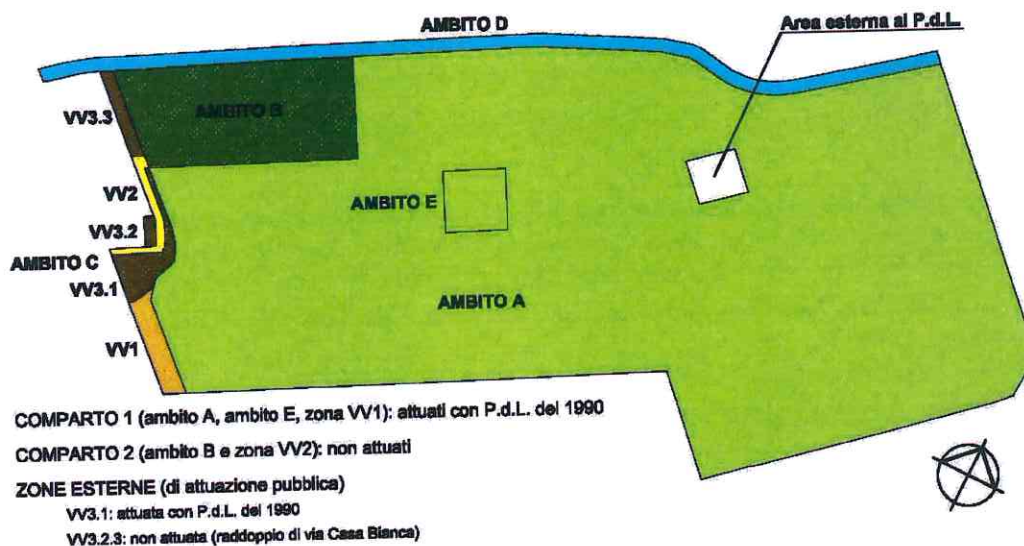 AMBITO D
Area esterna al P.d.L.
VV3.3
AMBITO B
VV2
AMBITO E
VV3.2
AMBITO C
VV3.1
AMBITO A
VV1
COMPARTO 1 (ambito A, ambito E, zona VV1): attuati con P.d.L. del 1990
COMPARTO 2 (ambito B e zona VV2): non attuati
ZONE ESTERNE (di attuazione pubblica)
VV3.1: attuata con P.d.L. del 1990
VV3.2.3: non attuata (raddoppio di via Casa Bianca)